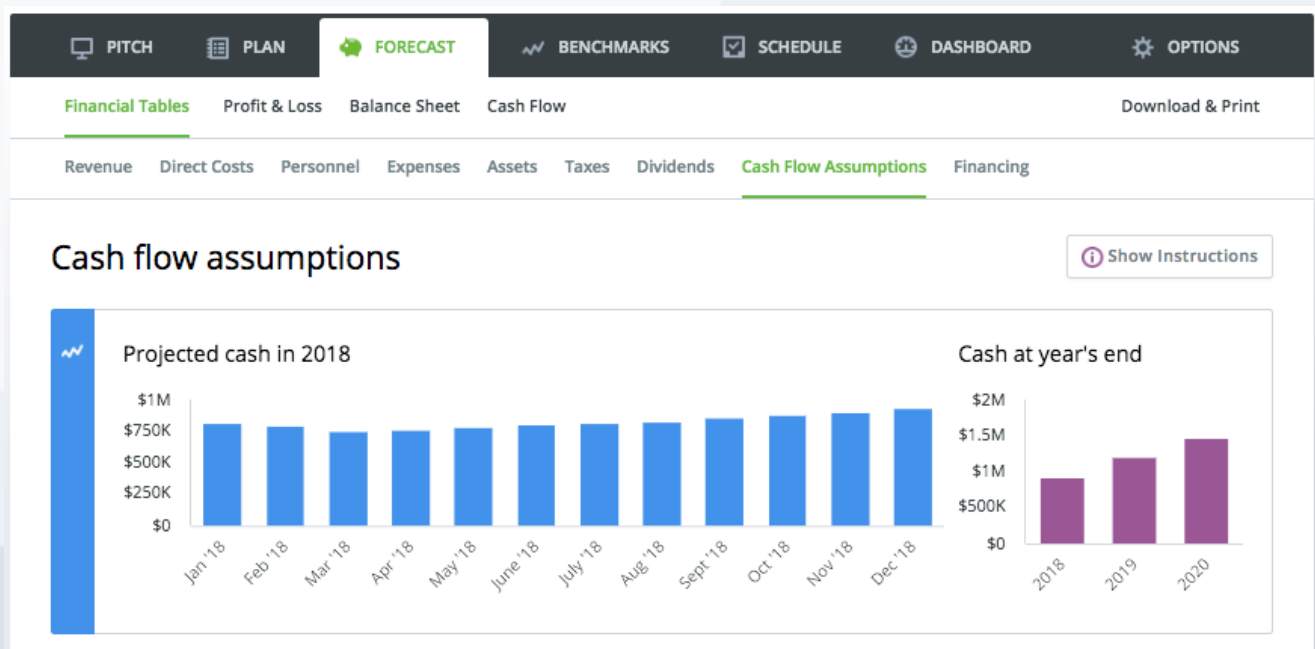 PITCH PLAN FORECAST BENCHMARKS SCHEDULE DASHBOARD OPTIONS
Financial Tables Profit & Loss Balance Sheet Cash Flow Download & Print
Revenue Direct Costs Personnel Expenses Assets Taxes Dividends Cash Flow Assumptions Financing
Cash flow assumptions
Show Instructions
Projected cash in 2018
$1M
$750K
$500K
$250K
$0
Jan '18 Feb '18 Mar '18 Apr '18 May '18 June '18 July '18 Aug '18 Sept '18 Oct '18 Nov '18 Dec '18
Cash at year's end
$2M
$1.5M
$1M
$500K
$0
2018 2019 2020